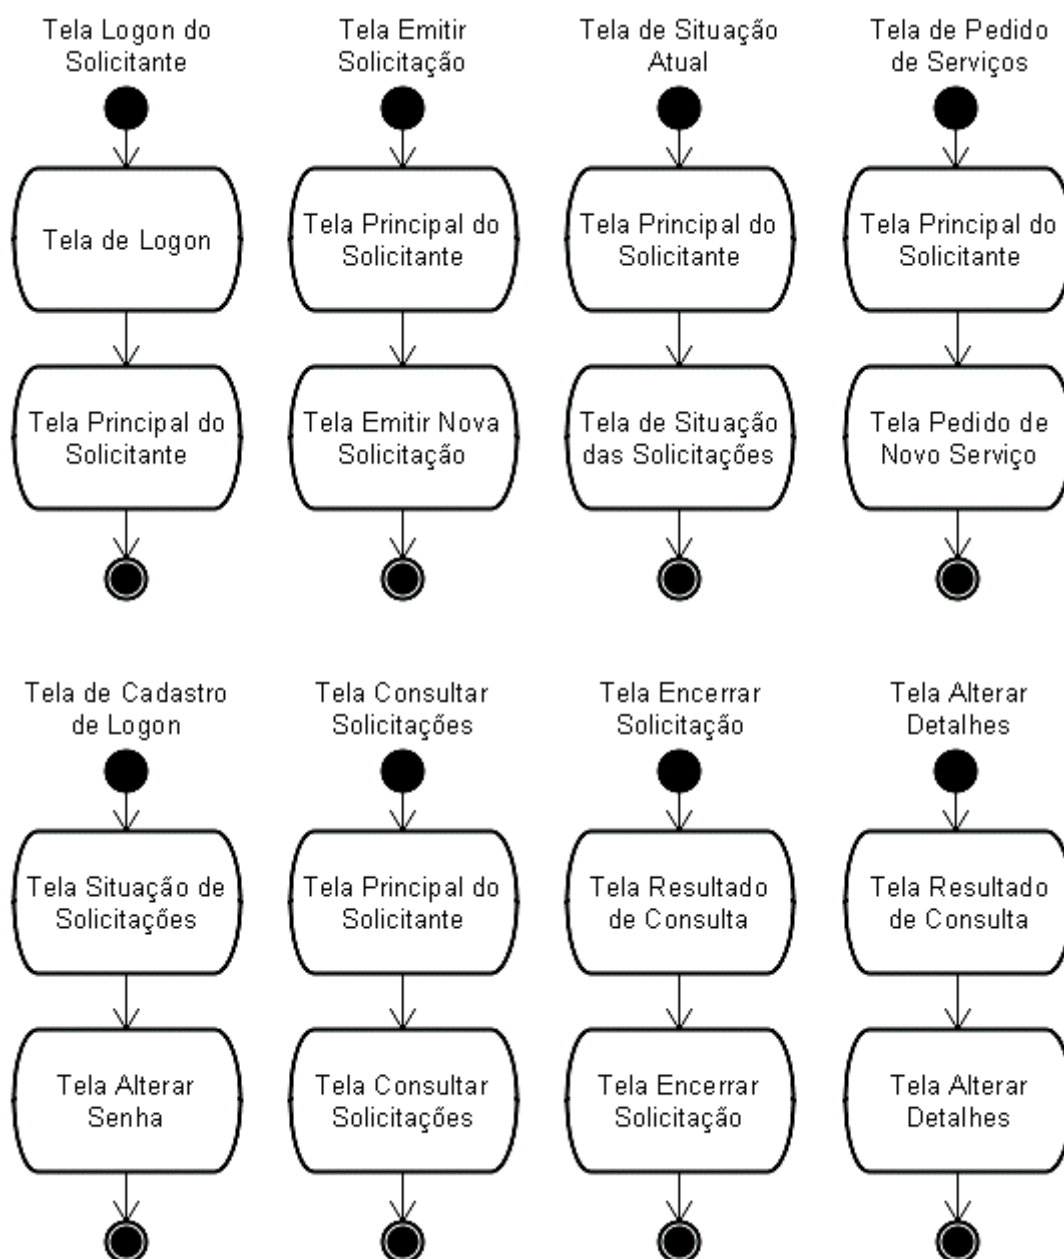 Tela Logon do
Solicitante
Tela Emitir
Solicitação
Tela de Situação
Atual
Tela de Pedido
de Serviços
Tela de Logon
Tela Principal do
Solicitante
Tela Principal do
Solicitante
Tela Principal do
Solicitante
Tela Principal do
Solicitante
Tela Emitir Nova
Solicitação
Tela de Situação
das Solicitações
Tela Pedido de
Novo Serviço
Tela de Cadastro
de Logon
Tela Consultar
Solicitações
Tela Encerrar
Solicitação
Tela Alterar
Detalhes
Tela Situação de
Solicitações
Tela Principal do
Solicitante
Tela Resultado
de Consulta
Tela Resultado
de Consulta
Tela Alterar
Senha
Tela Consultar
Solicitações
Tela Encerrar
Solicitação
Tela Alterar
Detalhes